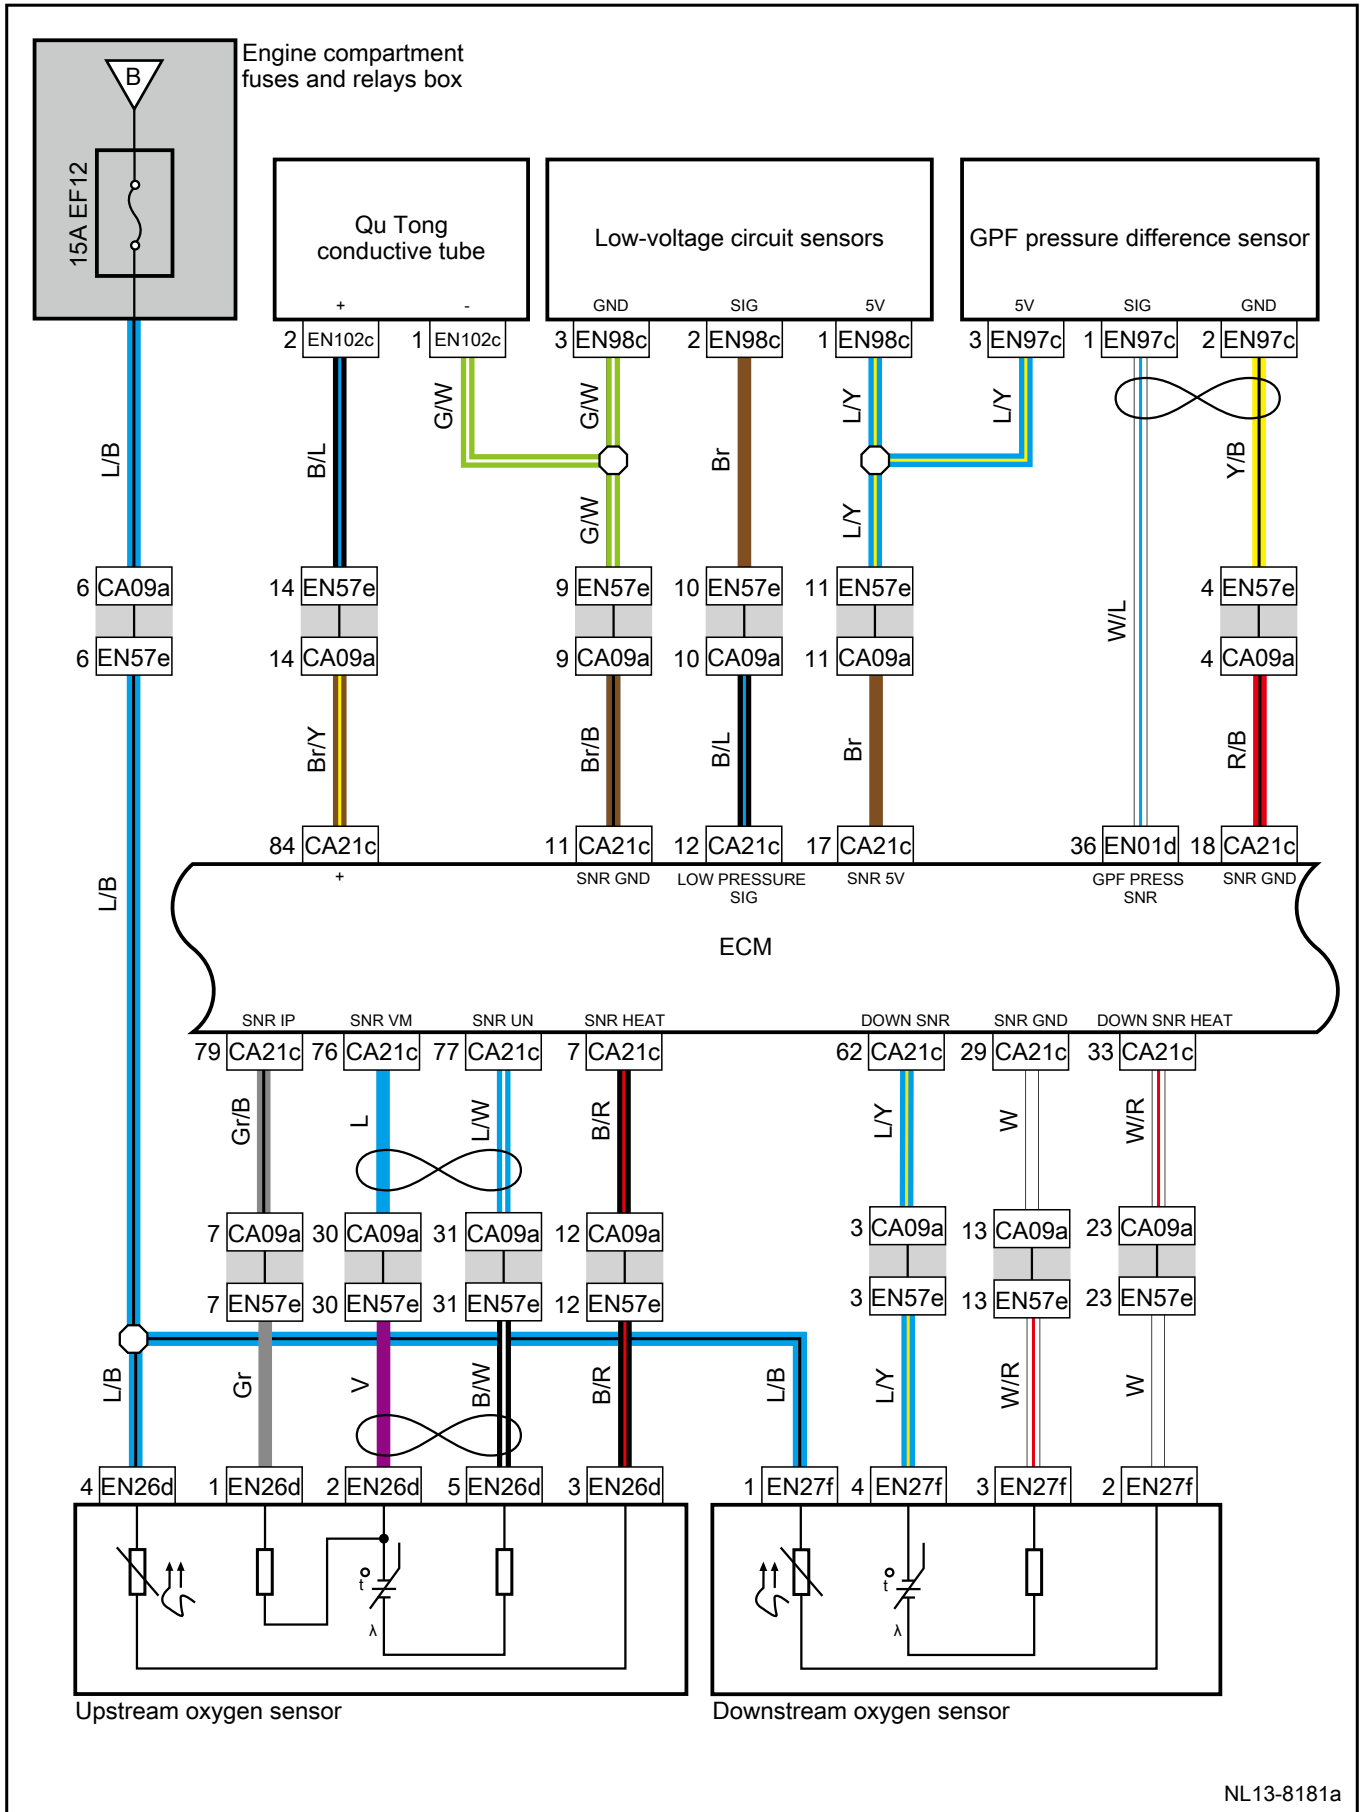 Engine compartment
fuses and relays box
B
15A EF12
Qu Tong
conductive tube
+ -
Low-voltage circuit sensors
GND SIG 5V
GPF pressure difference sensor
5V SIG GND
2 EN102c 1 EN102c 3 EN98c 2 EN98c 1 EN98c 3 EN97c 1 EN97c 2 EN97c
L/B B/L G/W G/W Br L/Y L/Y Y/B
G/W L/Y
6 CA09a 14 EN57e 9 EN57e 10 EN57e 11 EN57e 4 EN57e
W/L
6 EN57e 14 CA09a 9 CA09a 10 CA09a 11 CA09a 4 CA09a
Br/Y Br/B B/L Br R/B
84 CA21c 11 CA21c 12 CA21c 17 CA21c 36 EN01d 18 CA21c
+ SNR GND LOW PRESSURE SNR 5V GPF PRESS SNR GND
SIG SNR
L/B
ECM
SNR IP SNR VM SNR UN SNR HEAT DOWN SNR SNR GND DOWN SNR HEAT
79 CA21c 76 CA21c 77 CA21c 7 CA21c 62 CA21c 29 CA21c 33 CA21c
Gr/B L L/W B/R L/Y W W/R
7 CA09a 30 CA09a 31 CA09a 12 CA09a 3 CA09a 13 CA09a 23 CA09a
7 EN57e 30 EN57e 31 EN57e 12 EN57e 3 EN57e 13 EN57e 23 EN57e
L/B Gr V B/W B/R L/B L/Y W/R W
4 EN26d 1 EN26d 2 EN26d 5 EN26d 3 EN26d 1 EN27f 4 EN27f 3 EN27f 2 EN27f
t t
λ λ
Upstream oxygen sensor
Downstream oxygen sensor
NL13-8181a